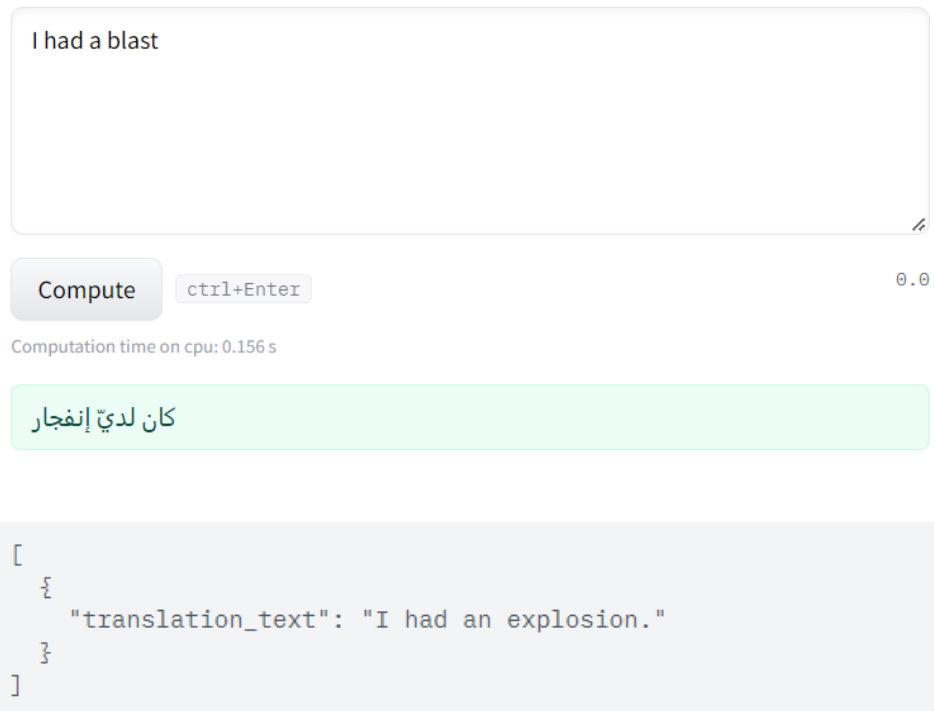 I had a blast
Compute
ctrl+Enter
0.0
Computation time on cpu: 0.156 s
كان لديّ إنفجار
[
{
"translation_text": "I had an explosion."
}
]